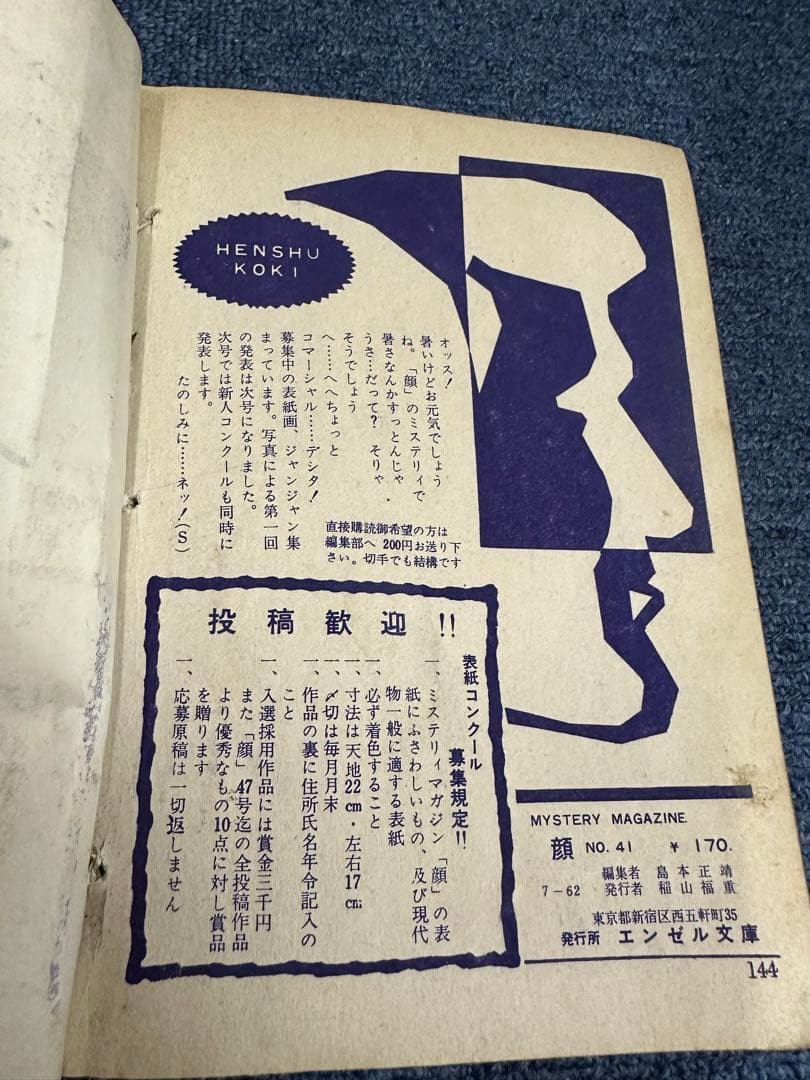 HENSHU
KOKI
オッス!
暑いけどお元気でしょう
ね。「顔」のミステリィで
暑さなんかすっとんじゃ
うさ…だって? そりゃ
そうでしょう
へ……へへちょっと
コマーシャル……デシタ!
募集中の表紙画、ジャンジャン集
まっています。写真による第一回
の発表は次号になりました。
次号では新人コンクールも同時に
発表します。
たのしみに……ネッ!(S)
直接購読御希望の方は
編集部へ 200円お送り下
さい。切手でも結構です
投稿歓迎!!
表紙コンクール
募集規定!!
一、ミステリィマガジン「顔」の表
紙にふさわしいもの、及び現代
物一般に適する表紙
一、必ず着色すること
一、寸法は天地22cm・左右17cm
一、〆切は毎月月末
一、作品の裏に住所氏名年令記入の
こと
一、入選採用作品には賞金三千円
また「顔」47号迄の全投稿作品
より優秀なもの10点に対し賞品
を贈ります
一、応募原稿は一切返しません
MYSTERY MAGAZINE.
顔 NO. 41 ¥ 170.
編集者 島本正靖
7-62 発行者 稲山福重
東京都新宿区西五軒町35
発行所 エンゼル文庫
144